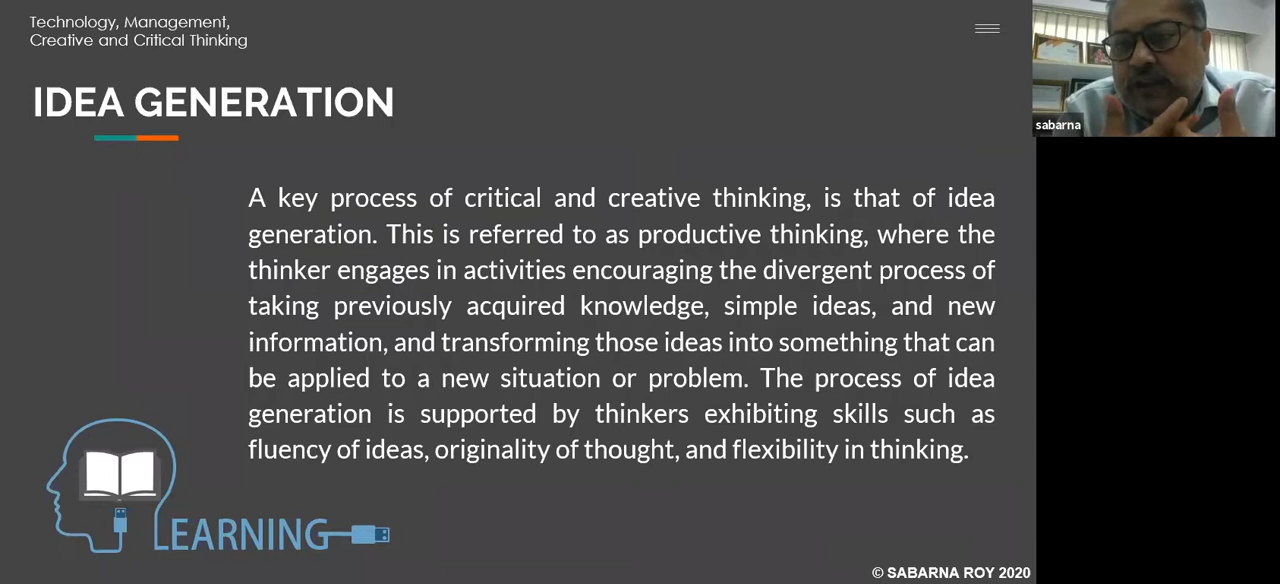 Technology, Management,
Creative and Critical Thinking
IDEA GENERATION
A key process of critical and creative thinking, is that of idea
generation. This is referred to as productive thinking, where the
thinker engages in activities encouraging the divergent process of
taking previously acquired knowledge, simple ideas, and new
information, and transforming those ideas into something that can
be applied to a new situation or problem. The process of idea
generation is supported by thinkers exhibiting skills such as
fluency of ideas, originality of thought, and flexibility in thinking.
LEARNING
© SABARNA ROY 2020
sabarna